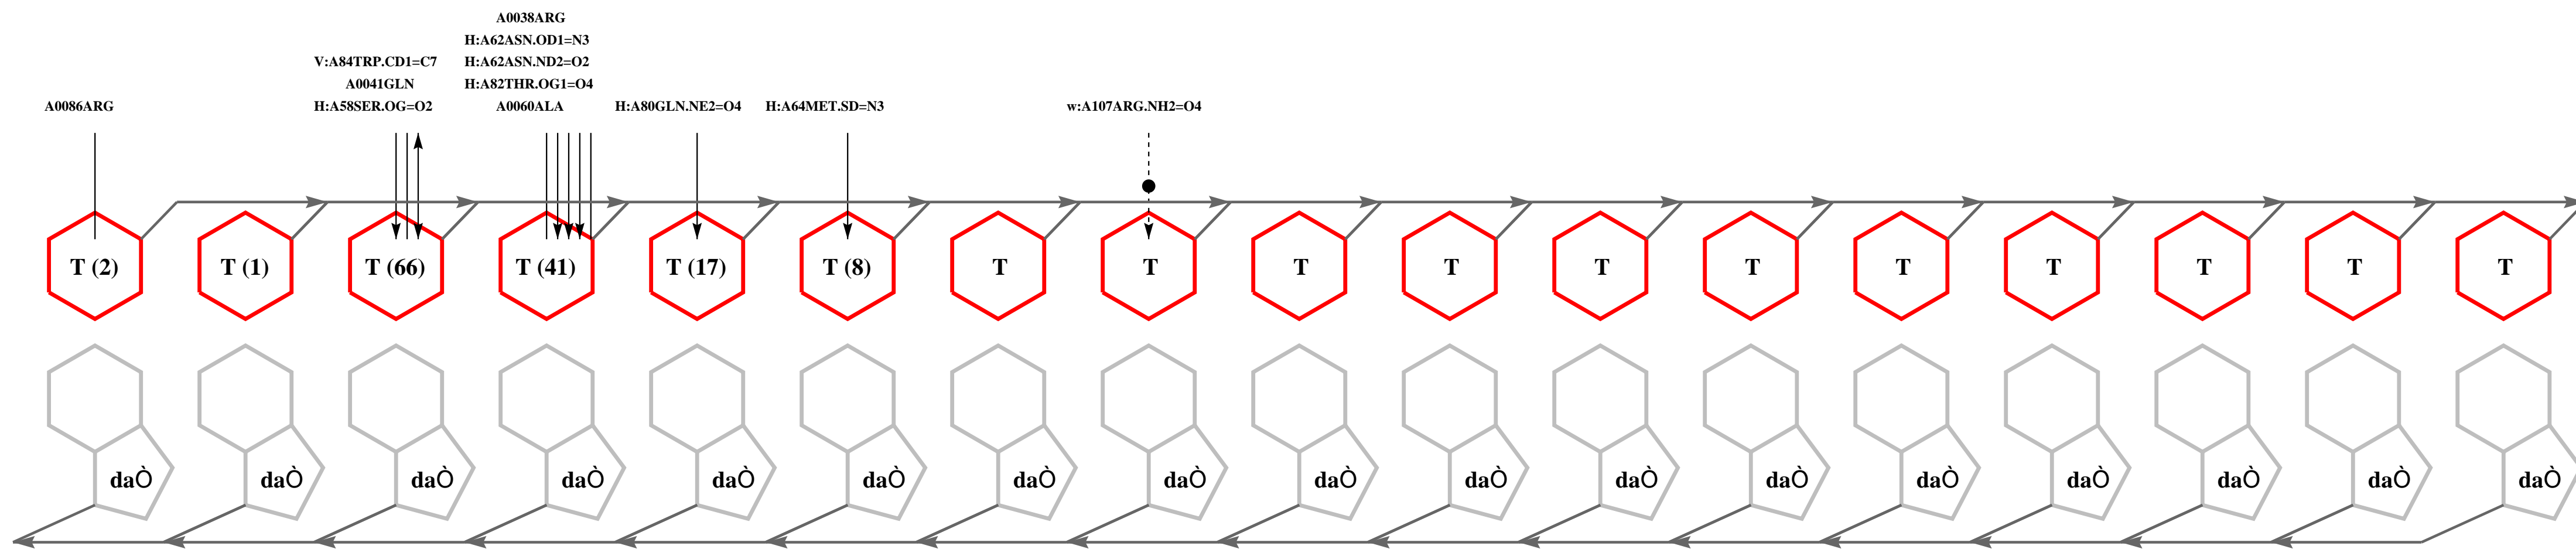 A0038ARG
H:A62ASN.OD1=N3
V:A84TRP.CD1=C7 H:A62ASN.ND2=O2
A0041GLN H:A82THR.OG1=O4
A0086ARG H:A58SER.OG=O2 A0060ALA H:A80GLN.NE2=O4 H:A64MET.SD=N3 w:A107ARG.NH2=O4
T (2) T (1) T (66) T (41) T (17) T (8) T T T T T T T T T T T
daÒ daÒ daÒ daÒ daÒ daÒ daÒ daÒ daÒ daÒ daÒ daÒ daÒ daÒ daÒ daÒ daÒ